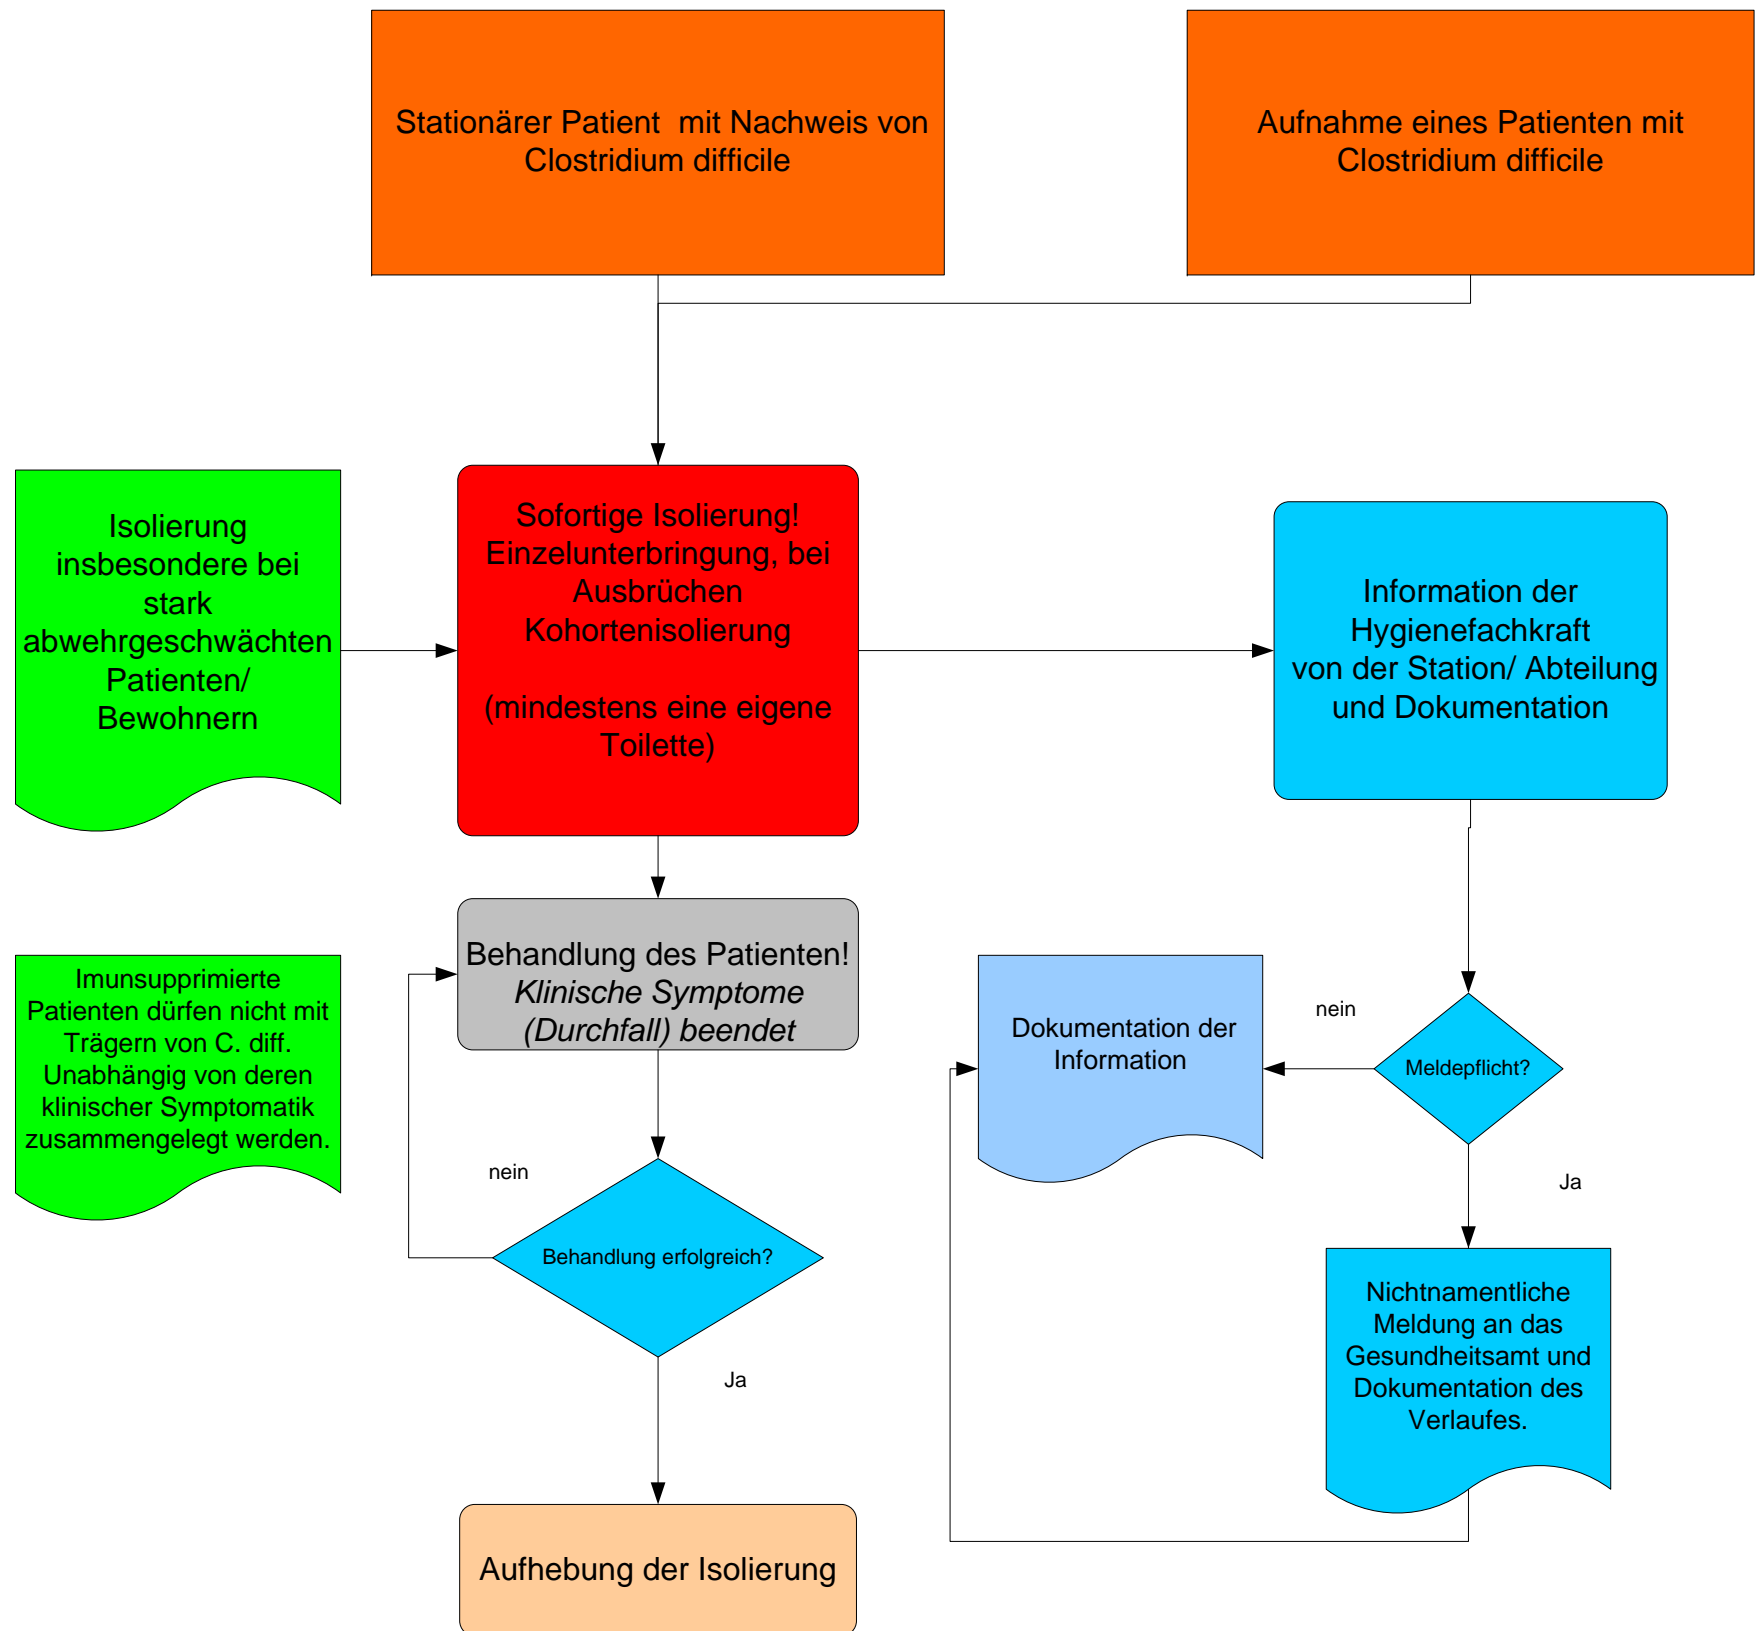 Stationärer Patient mit Nachweis von
Clostridium difficile
Aufnahme eines Patienten mit
Clostridium difficile
Isolierung
insbesondere bei
stark
abwehrgeschwächten
Patienten/
Bewohnern
Sofortige Isolierung!
Einzelunterbringung, bei
Ausbrüchen
Kohortenisolierung
(mindestens eine eigene
Toilette)
Information der
Hygienefachkraft
von der Station/ Abteilung
und Dokumentation
Imunsupprimierte
Patienten dürfen nicht mit
Trägern von C. diff.
Unabhängig von deren
klinischer Symptomatik
zusammengelegt werden.
Behandlung des Patienten!
Klinische Symptome
(Durchfall) beendet
Dokumentation der
Information
nein
Meldepflicht?
Ja
nein
Behandlung erfolgreich?
Ja
Nichtnamentliche
Meldung an das
Gesundheitsamt und
Dokumentation des
Verlaufes.
Aufhebung der Isolierung